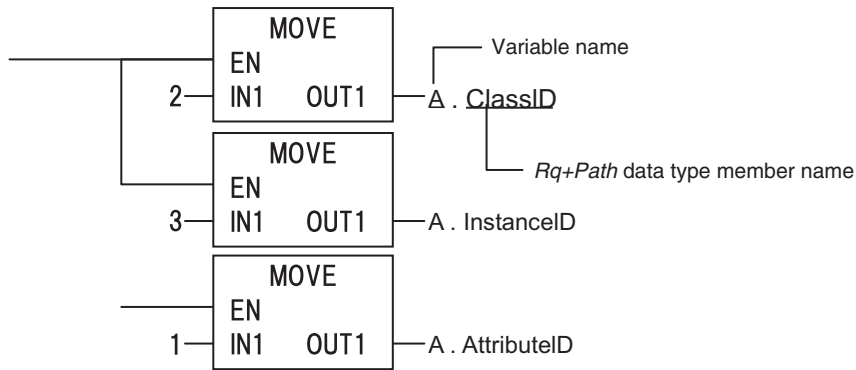 MOVE
EN
2 IN1 OUT1 A . ClassID
Variable name
Rq+Path data type member name
MOVE
EN
3 IN1 OUT1 A . InstanceID
MOVE
EN
1 IN1 OUT1 A . AttributeID